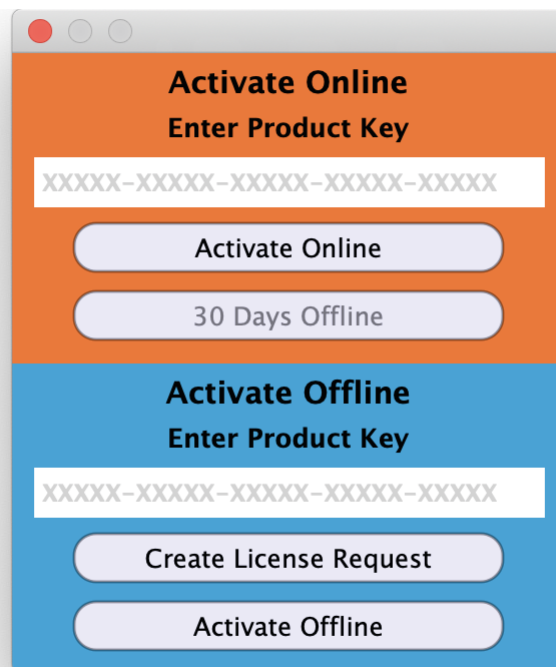 Activate Online
Enter Product Key
XXXXX-XXXXX-XXXXX-XXXXX-XXXXX
Activate Online
30 Days Offline
Activate Offline
Enter Product Key
XXXXX-XXXXX-XXXXX-XXXXX-XXXXX
Create License Request
Activate Offline